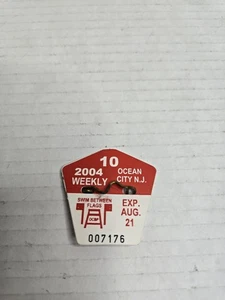 10
2004 OCEAN
WEEKLY CITY N.J.
SWIM BETWEEN
FLAGS
EXP.
AUG.
21
007176